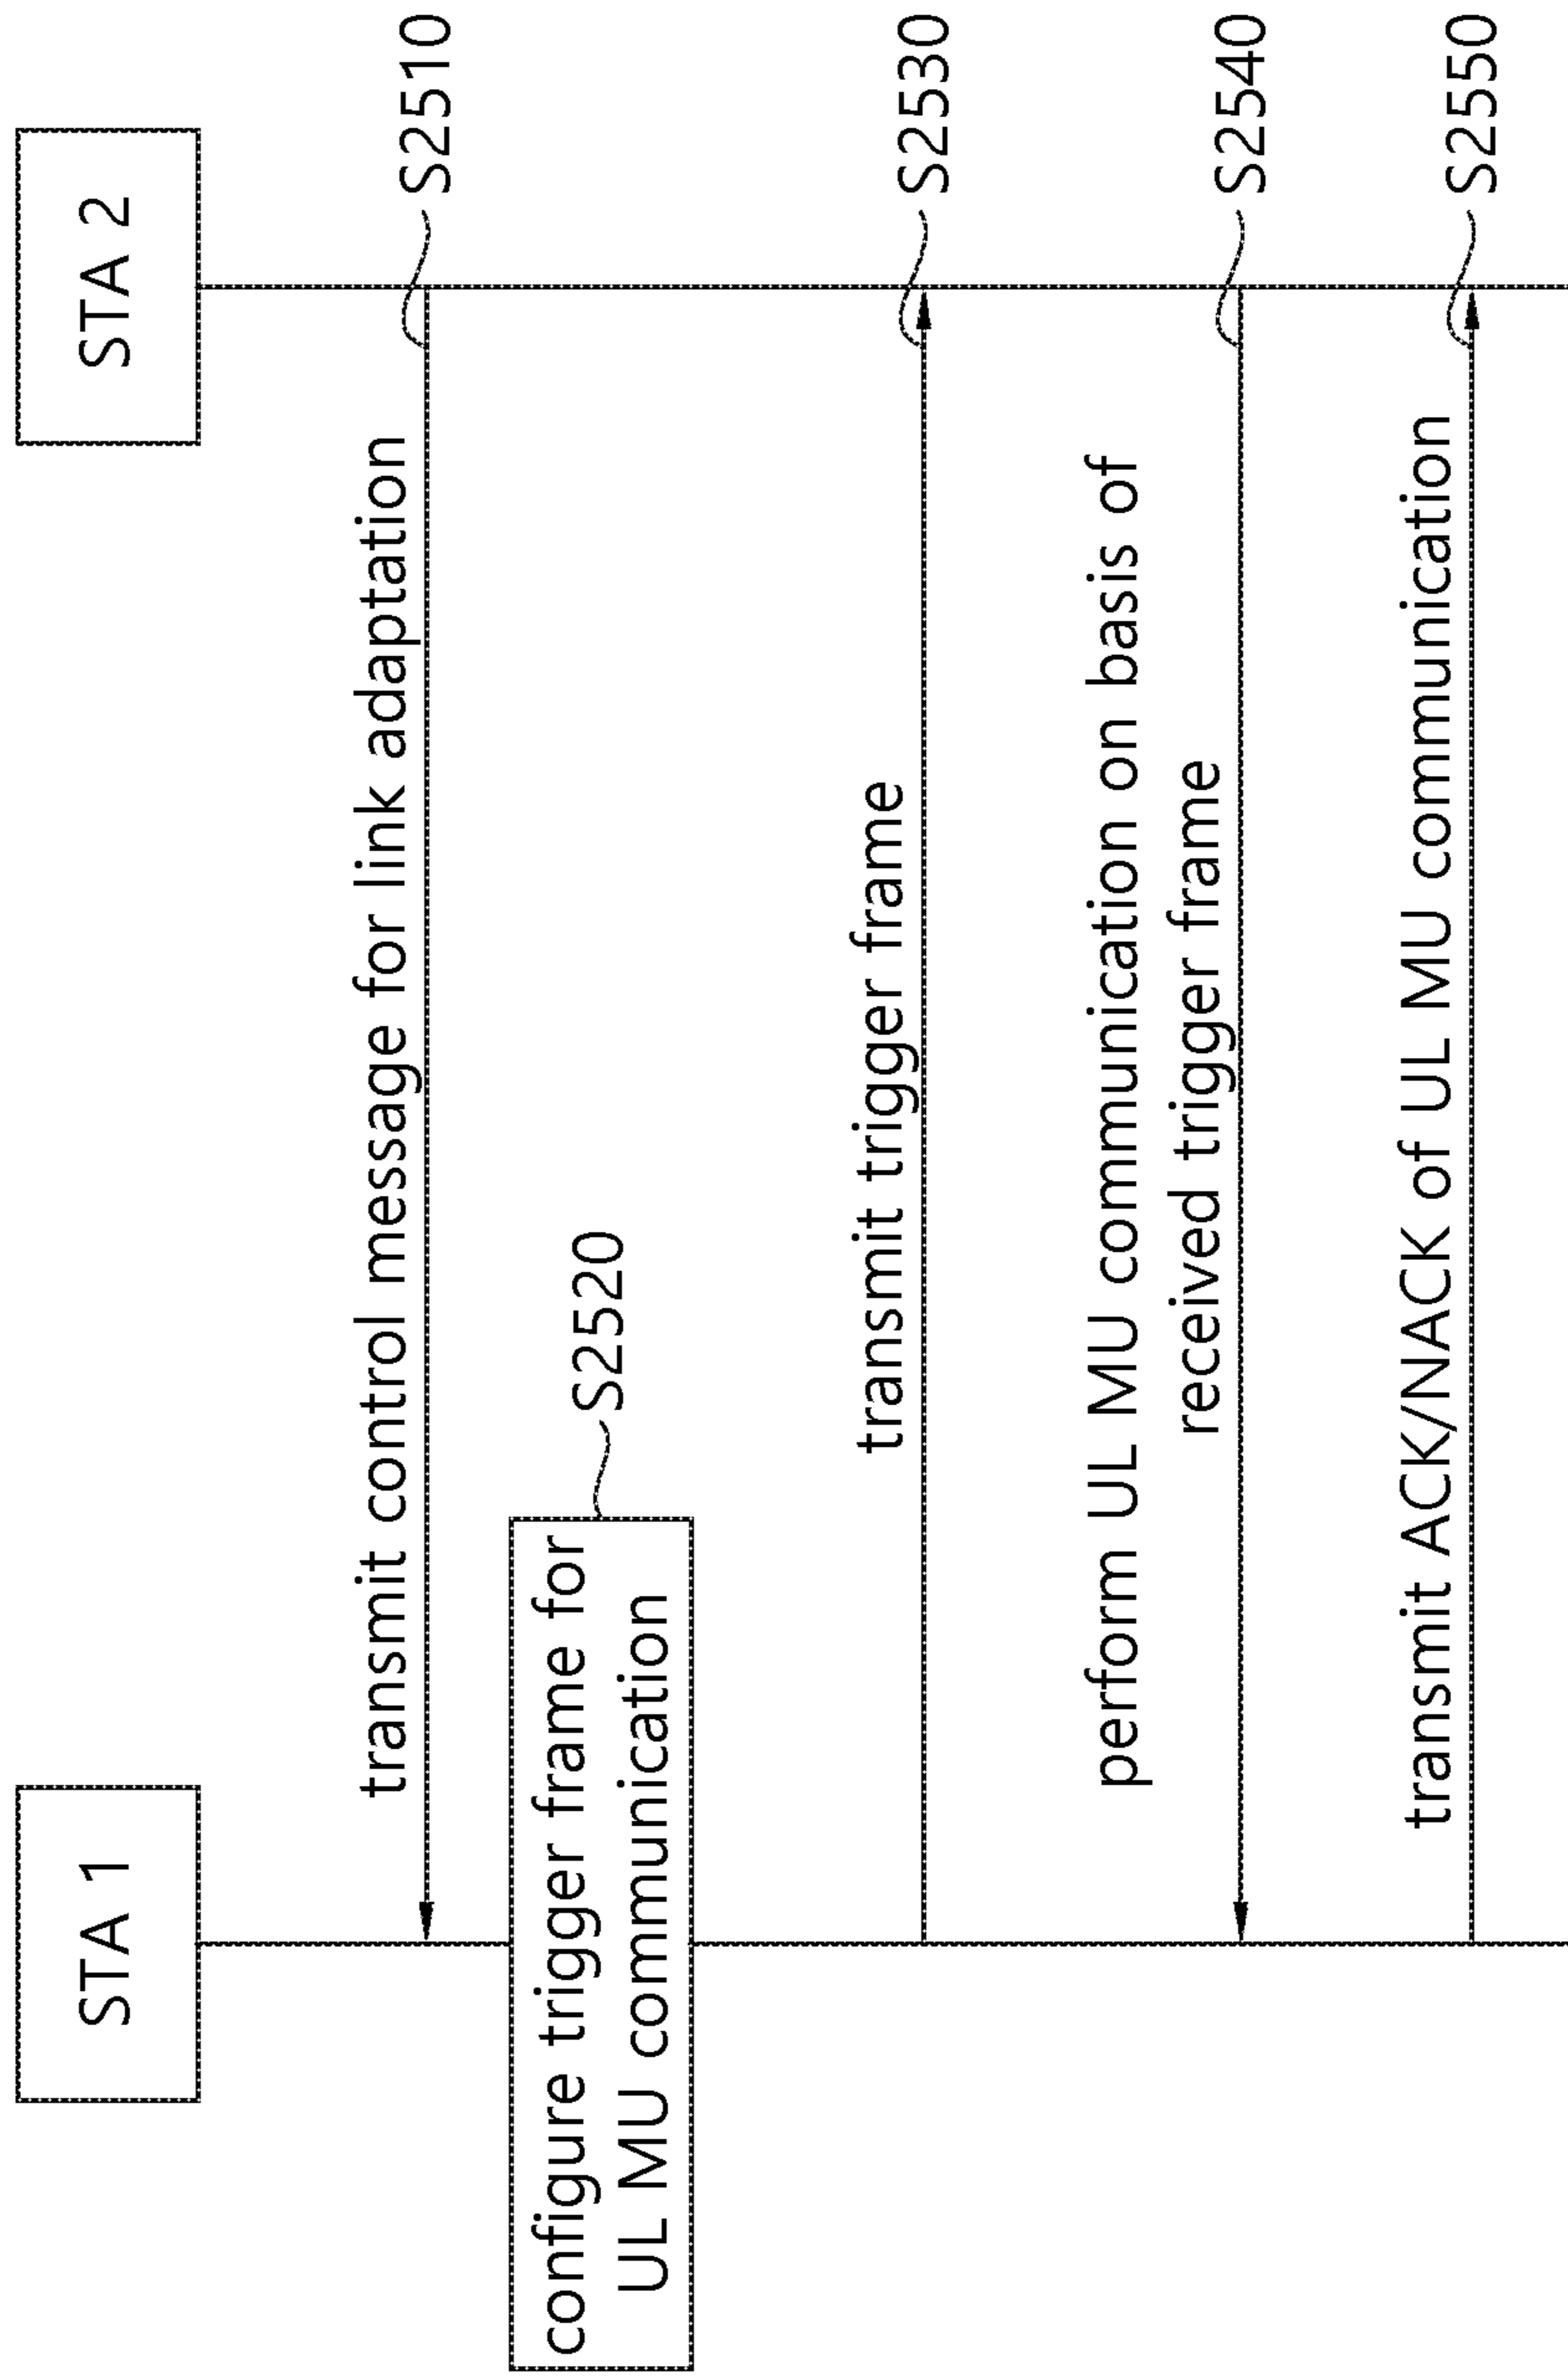 STA 1
STA 2
transmit control message for link adaptation
S2510
configure trigger frame for
UL MU communication
S2520
transmit trigger frame
S2530
perform UL MU communication on basis of
received trigger frame
S2540
transmit ACK/NACK of UL MU communication
S2550